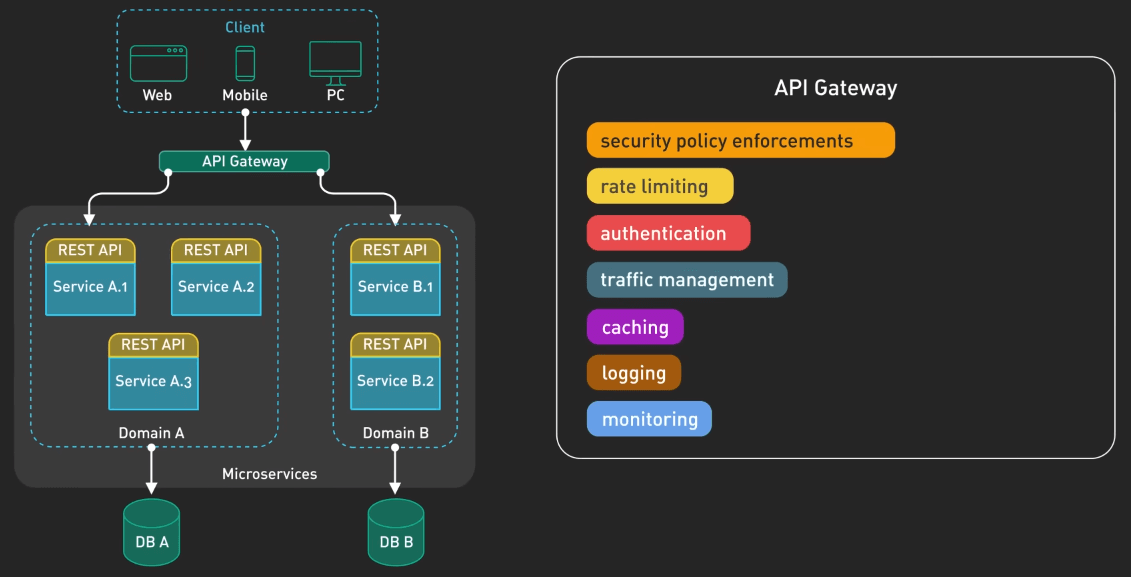 Client
Web
Mobile
PC
API Gateway
REST API
Service A.1
REST API
Service A.2
REST API
Service A.3
Domain A
REST API
Service B.1
REST API
Service B.2
Domain B
Microservices
DB A
DB B
API Gateway
security policy enforcements
rate limiting
authentication
traffic management
caching
logging
monitoring